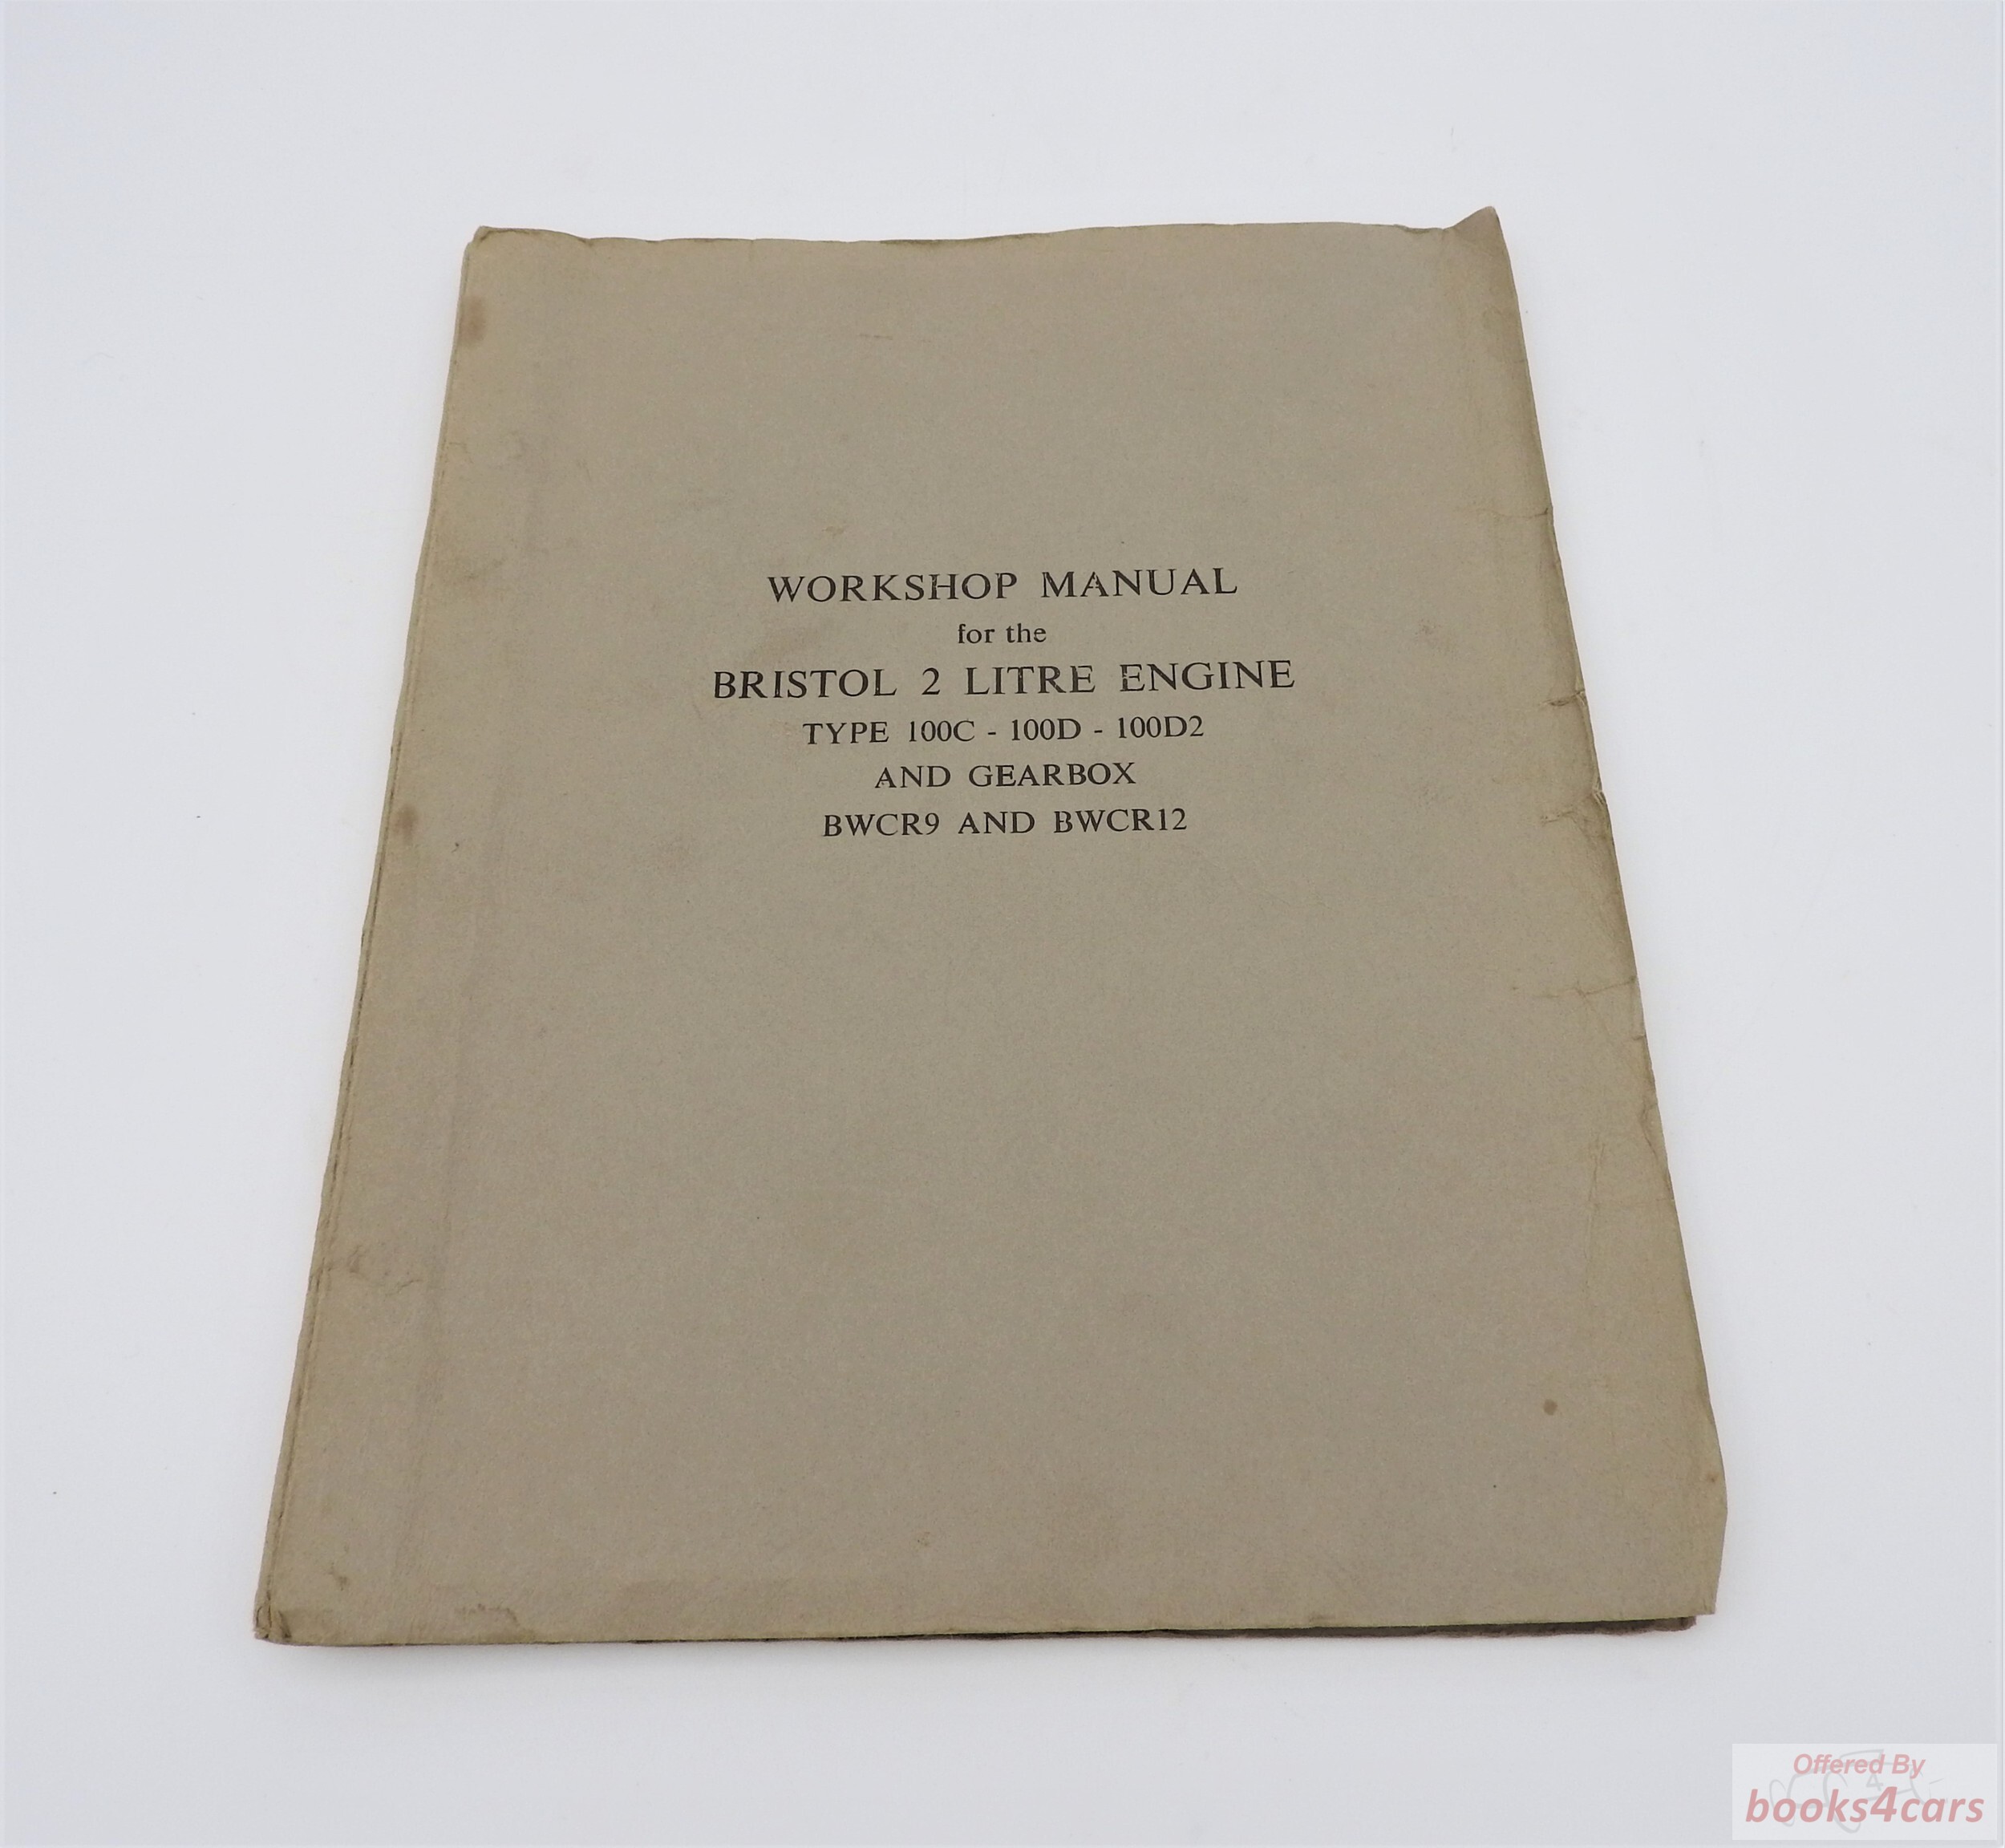 WORKSHOP MANUAL
for the
BRISTOL 2 LITRE ENGINE
TYPE 100C - 100D - 100D2
AND GEARBOX
BWCR9 AND BWCR12
Offered By
books4cars